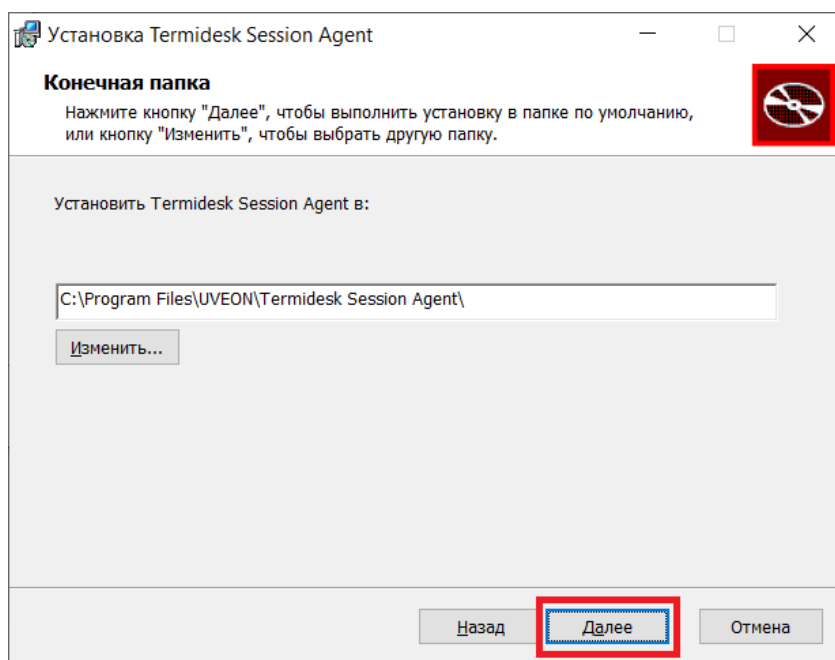 Установка Termidesk Session Agent
Конечная папка
Нажмите кнопку "Далее", чтобы выполнить установку в папке по умолчанию,
или кнопку "Изменить", чтобы выбрать другую папку.
Установить Termidesk Session Agent в:
C:\Program Files\UVEON\Termidesk Session Agent\
Изменить...
Назад
Далее
Отмена